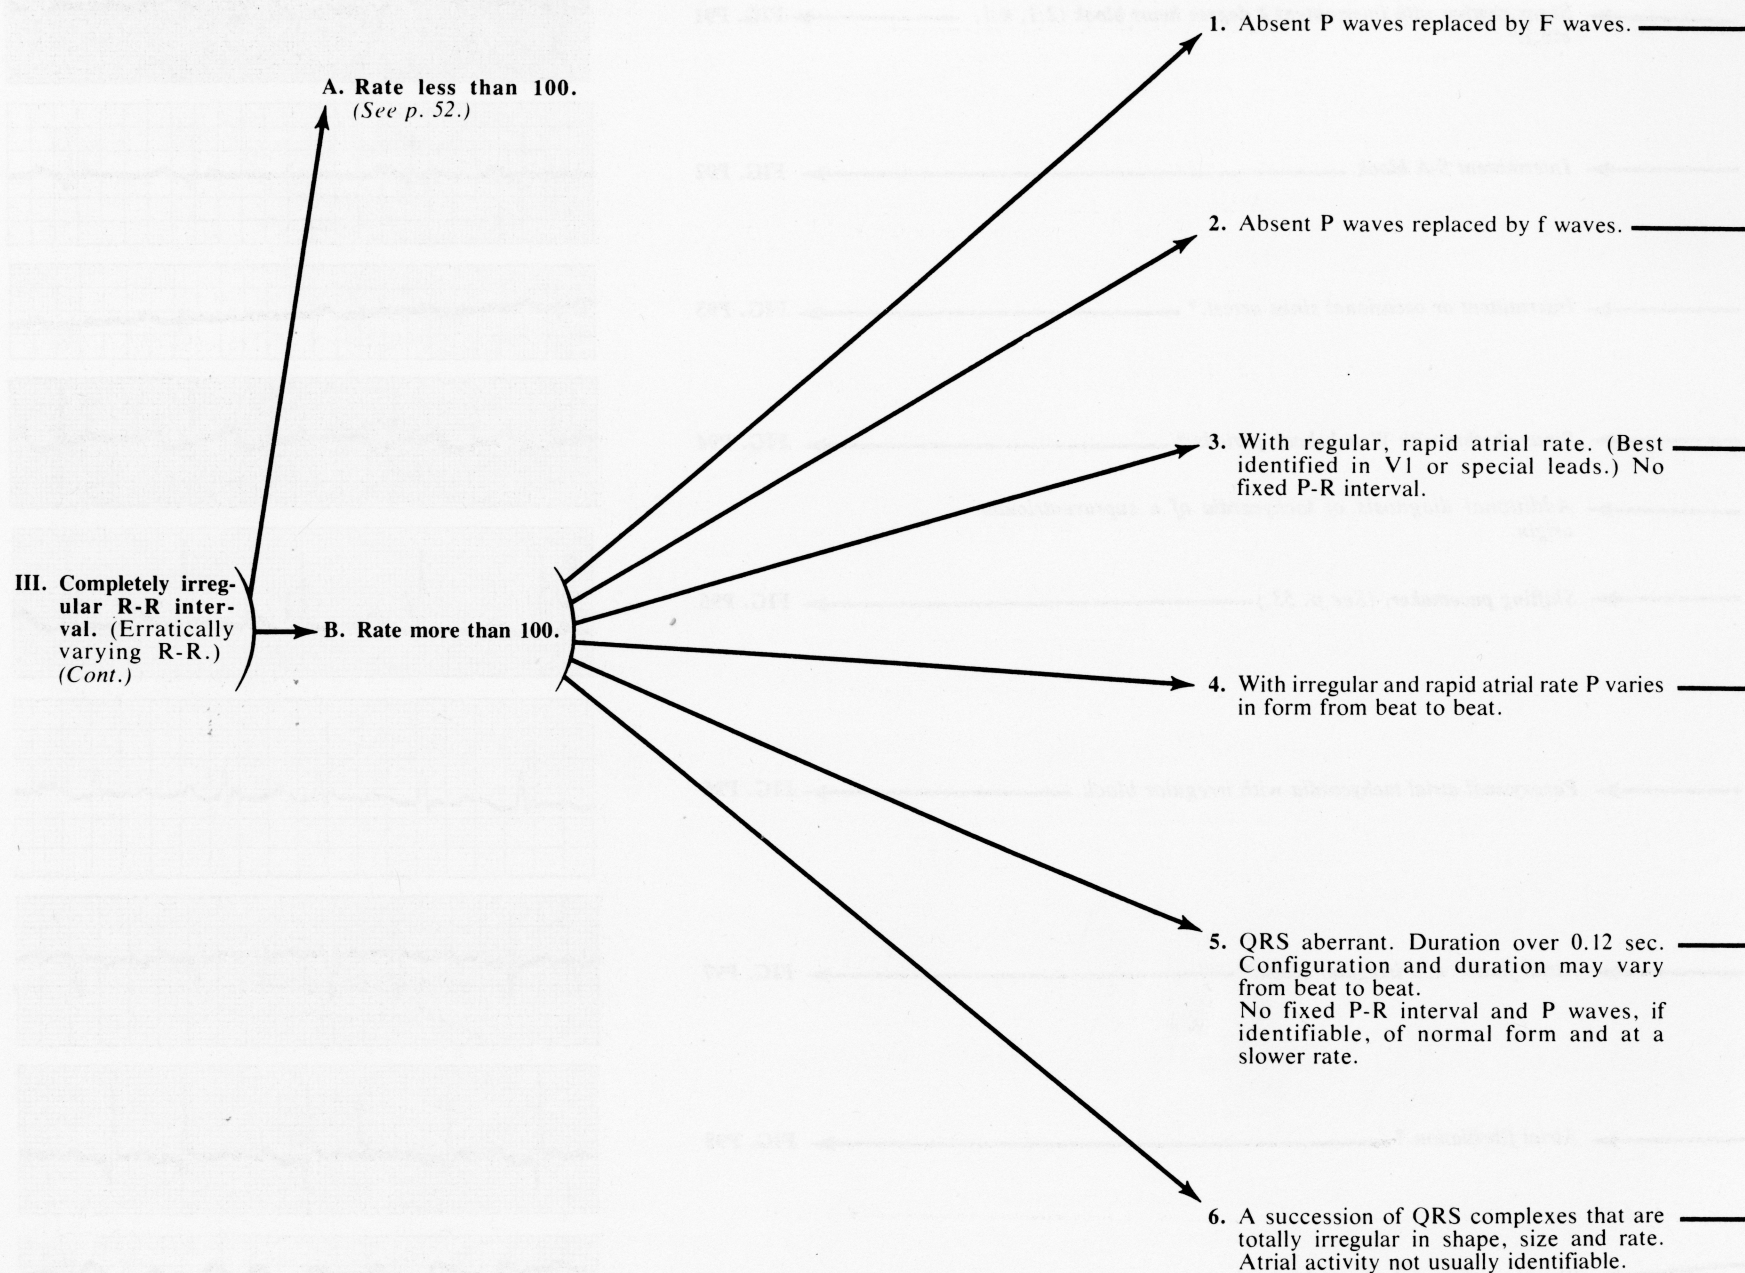 A. Rate less than 100.
(See p. 52.)
III. Completely irreg-
ular R-R inter-
val. (Erratically
varying R-R.)
(Cont.)
B. Rate more than 100.
1. Absent P waves replaced by F waves.
2. Absent P waves replaced by f waves.
3. With regular, rapid atrial rate. (Best
identified in V1 or special leads.) No
fixed P-R interval.
4. With irregular and rapid atrial rate P varies
in form from beat to beat.
5. QRS aberrant. Duration over 0.12 sec.
Configuration and duration may vary
from beat to beat.
No fixed P-R interval and P waves, if
identifiable, of normal form and at a
slower rate.
6. A succession of QRS complexes that are
totally irregular in shape, size and rate.
Atrial activity not usually identifiable.